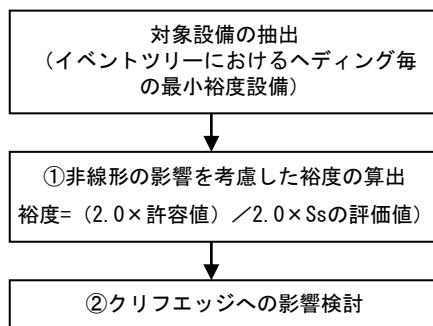 対象設備の抽出
（イベントツリーにおけるヘディング毎
の最小裕度設備）
①非線形の影響を考慮した裕度の算出
裕度=（2.0×許容値）／2.0×Ssの評価値）
②クリフエッジへの影響検討